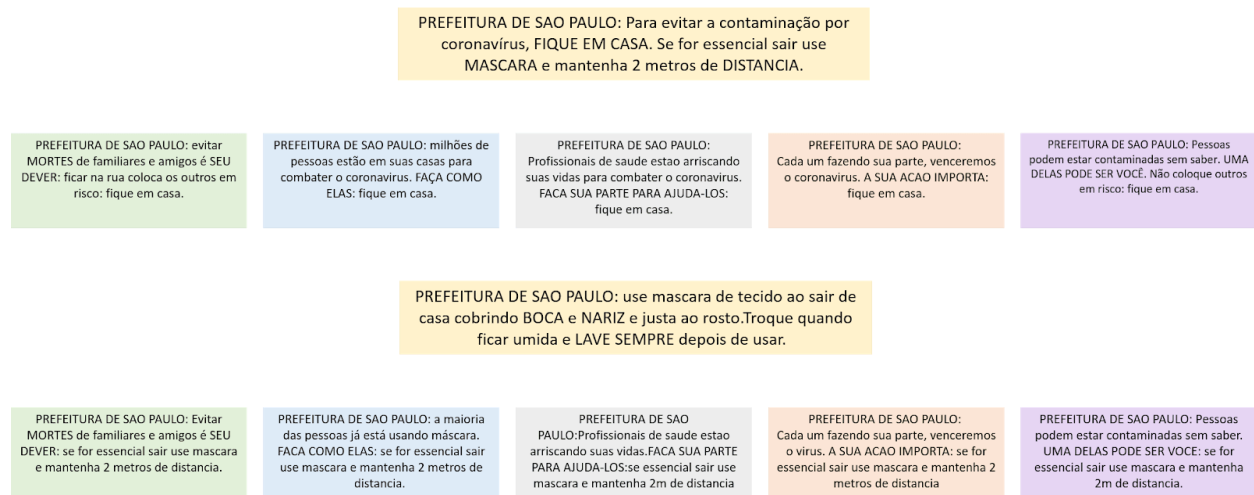 PREFEITURA DE SAO PAULO: Para evitar a contaminação por
coronavírus, FIQUE EM CASA. Se for essencial sair use
MASCARA e mantenha 2 metros de DISTANCIA.
PREFEITURA DE SAO PAULO: evitar
MORTES de familiares e amigos é SEU
DEVER: ficar na rua coloca os outros em
risco: fique em casa.
PREFEITURA DE SAO PAULO: milhões de
pessoas estão em suas casas para
combater o coronavirus. FAÇA COMO
ELAS: fique em casa.
PREFEITURA DE SAO PAULO:
Profissionais de saude estao arriscando
suas vidas para combater o coronavirus.
FACA SUA PARTE PARA AJUDA-LOS:
fique em casa.
PREFEITURA DE SAO PAULO:
Cada um fazendo sua parte, venceremos
o coronavirus. A SUA ACAO IMPORTA:
fique em casa.
PREFEITURA DE SAO PAULO: Pessoas
podem estar contaminadas sem saber. UMA
DELAS PODE SER VOCÊ. Não coloque outros
em risco: fique em casa.
PREFEITURA DE SAO PAULO: use mascara de tecido ao sair de
casa cobrindo BOCA e NARIZ e justa ao rosto.Troque quando
ficar umida e LAVE SEMPRE depois de usar.
PREFEITURA DE SAO PAULO: Evitar
MORTES de familiares e amigos é SEU
DEVER: se for essencial sair use mascara
e mantenha 2 metros de distancia.
PREFEITURA DE SAO PAULO: a maioria
das pessoas já está usando máscara.
FACA COMO ELAS: se for essencial sair
use mascara e mantenha 2 metros de
distancia.
PREFEITURA DE SAO
PAULO:Profissionais de saude estao
arriscando suas vidas.FACA SUA PARTE
PARA AJUDA-LOS:se essencial sair use
mascara e mantenha 2m de distancia
PREFEITURA DE SAO PAULO:
Cada um fazendo sua parte, venceremos
o virus. A SUA ACAO IMPORTA: se for
essencial sair use mascara e mantenha 2
metros de distancia
PREFEITURA DE SAO PAULO: Pessoas
podem estar contaminadas sem saber.
UMA DELAS PODE SER VOCE: se for
essencial sair use mascara e mantenha
2m de distancia.